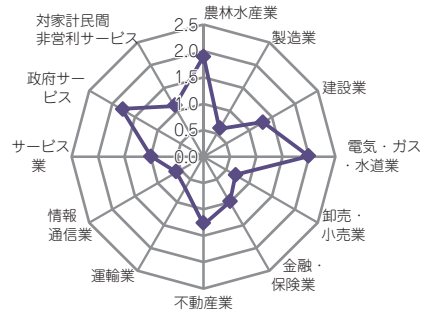 農林水産業
製造業
建設業
電気・ガス
・水道業
卸売・
小売業
金融・
保険業
不動産業
運輸業
情報
通信業
サービス
業
政府サー
ビス
対家計民間
非営利サービス
2.5
2.0
1.5
1.0
0.5
0.0